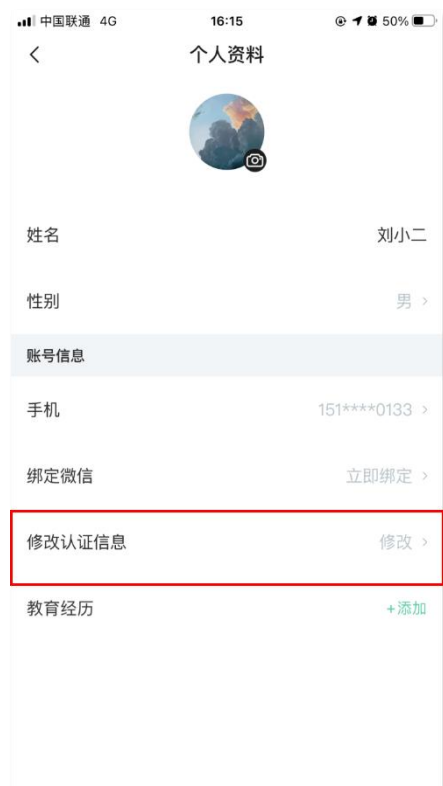 中国联通 4G 16:15 50%
个人资料
姓名 刘小二
性别 男
账号信息
手机 151****0133
绑定微信 立即绑定
修改认证信息 修改
教育经历 +添加